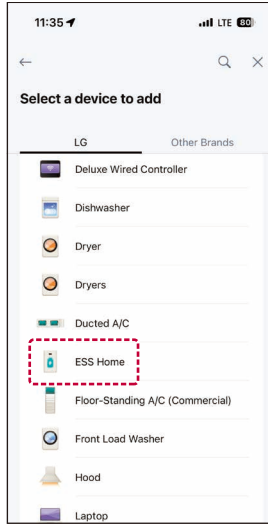 11:35 LTE 80
Select a device to add
LG Other Brands
Deluxe Wired Controller
Dishwasher
Dryer
Dryers
Ducted A/C
ESS Home
Floor-Standing A/C (Commercial)
Front Load Washer
Hood
Laptop